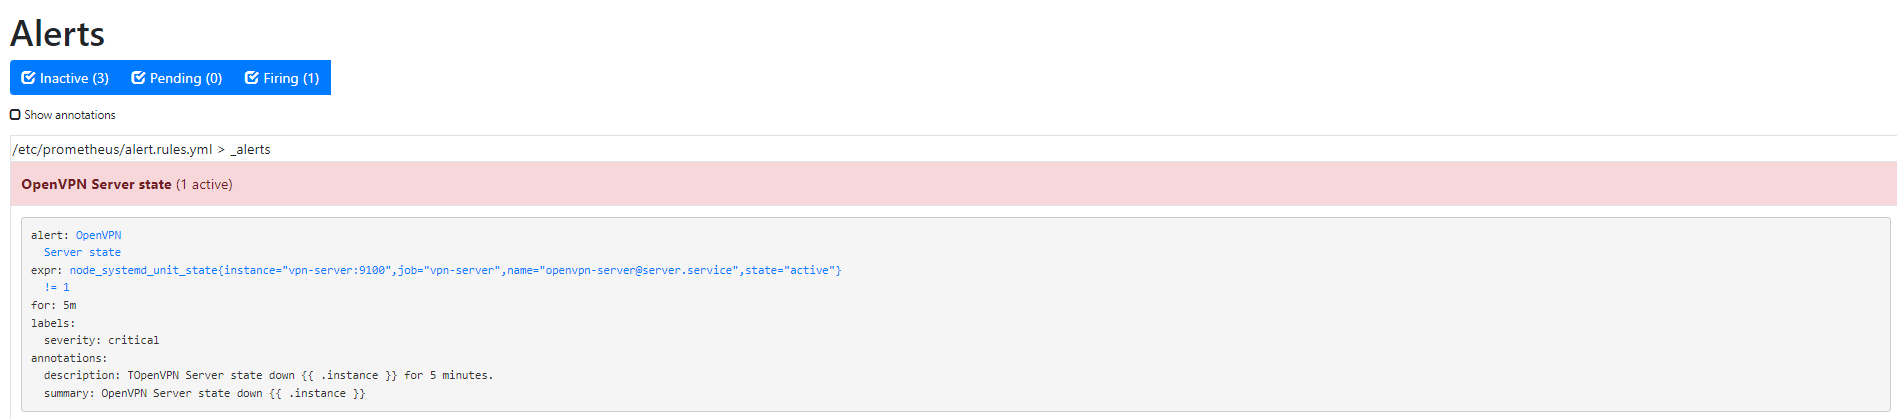 Alerts
Inactive (3) Pending (0) Firing (1)
Show annotations
/etc/prometheus/alert.rules.yml > _alerts
OpenVPN Server state (1 active)
alert: OpenVPN
Server state
expr: node_systemd_unit_state{instance="vpn-server:9100",job="vpn-server",name="openvpn-server@server.service",state="active"}
!= 1
for: 5m
labels:
severity: critical
annotations:
description: TOpenVPN Server state down {{ .instance }} for 5 minutes.
summary: OpenVPN Server state down {{ .instance }}